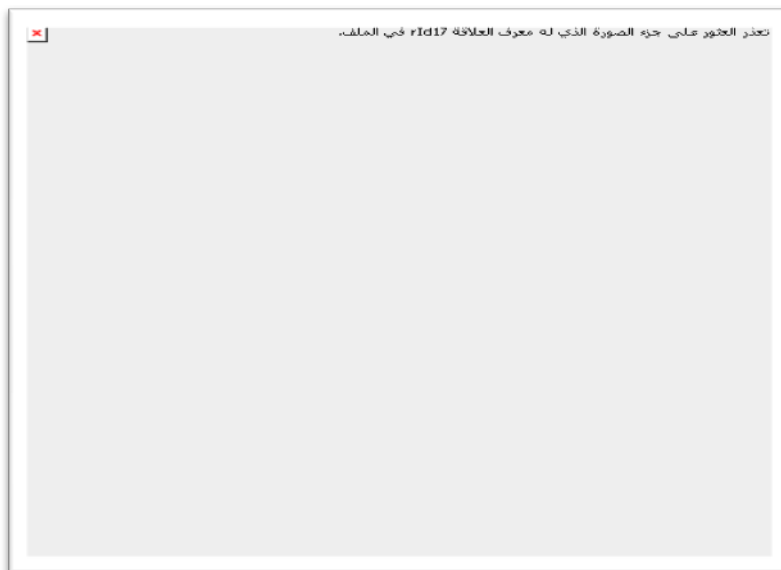 تعذر العثور على جزء الصورة الذي له معرف العلاقة rId17 في الملف.